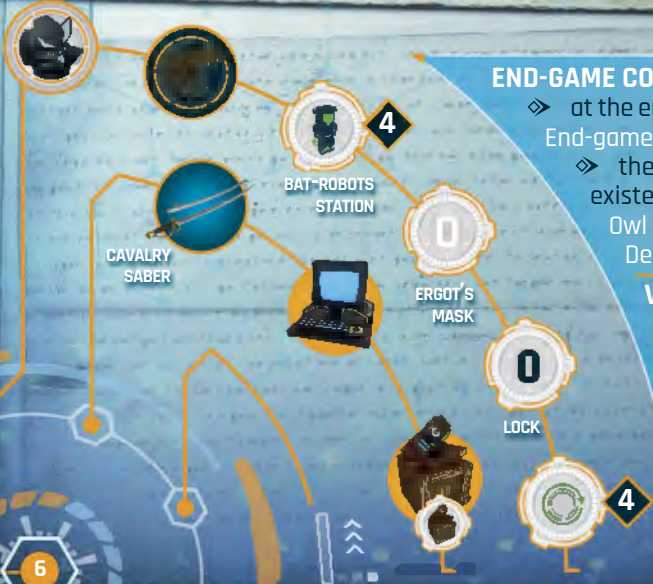 4
BAT-ROBOTS
STATION
CAVALRY
SABER
0
ERGOT'S
MASK
0
LOCK
4
6
END-GAME CO
at the e
End-game
the
existe
Owl
De